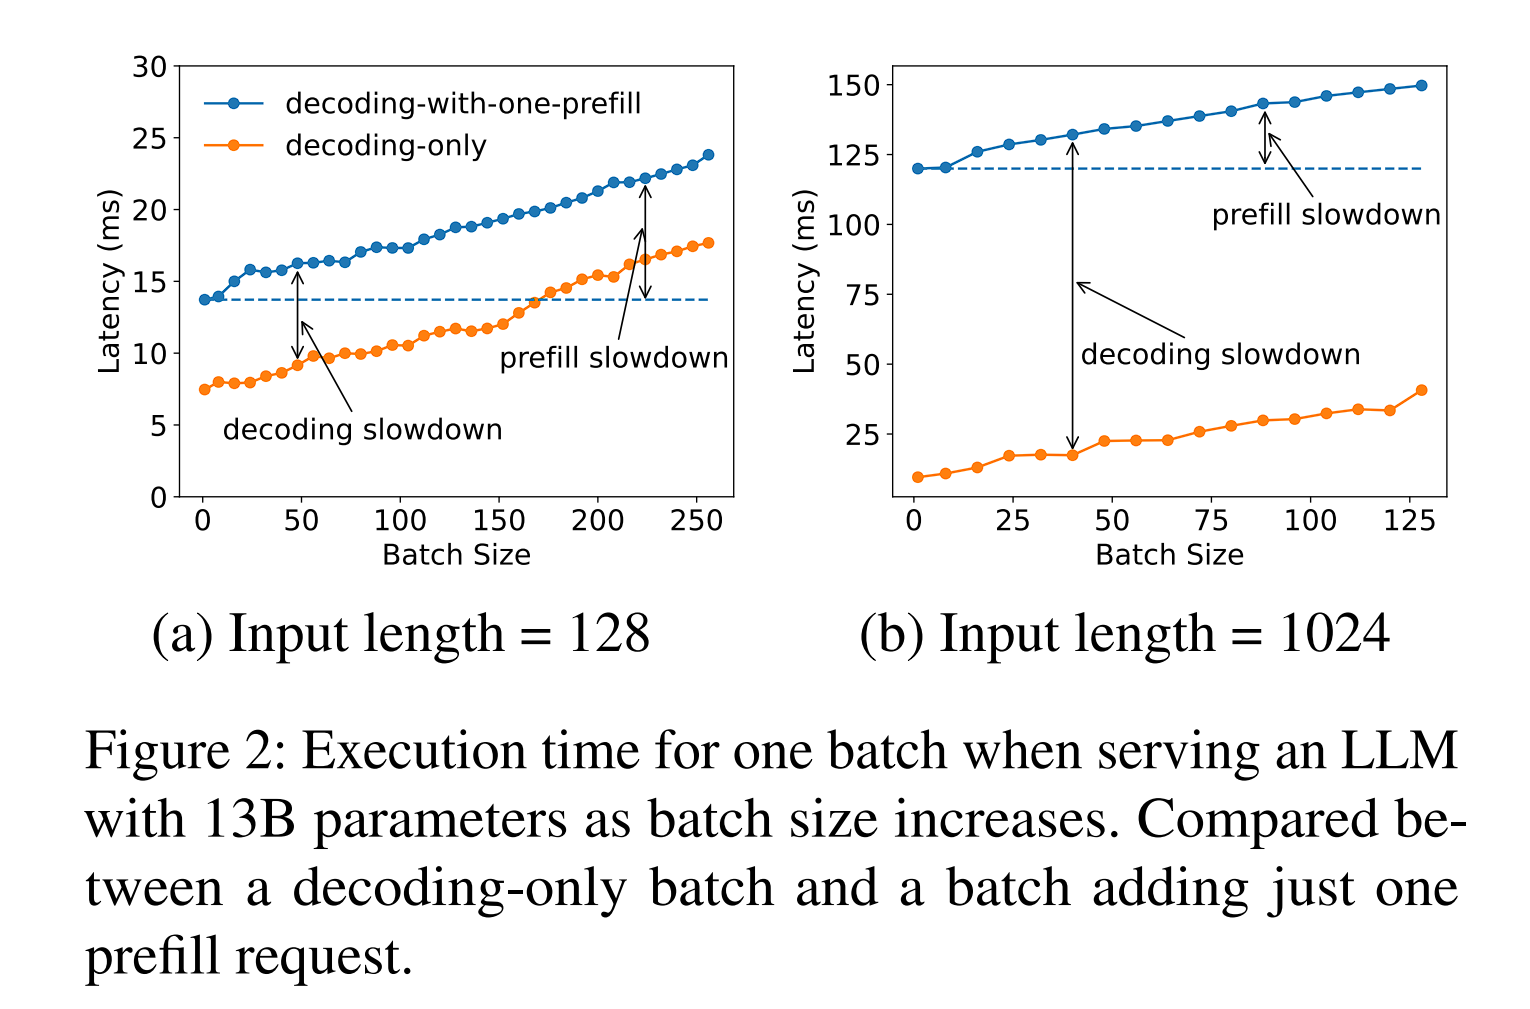 30
25
20
15
10
5
0
Latency (ms)
decoding-with-one-prefill
decoding-only
prefill slowdown
decoding slowdown
0 50 100 150 200 250
Batch Size
(a) Input length = 128
150
125
100
75
50
25
Latency (ms)
prefill slowdown
decoding slowdown
0 25 50 75 100 125
Batch Size
(b) Input length = 1024
Figure 2: Execution time for one batch when serving an LLM
with 13B parameters as batch size increases. Compared be-
tween a decoding-only batch and a batch adding just one
prefill request.